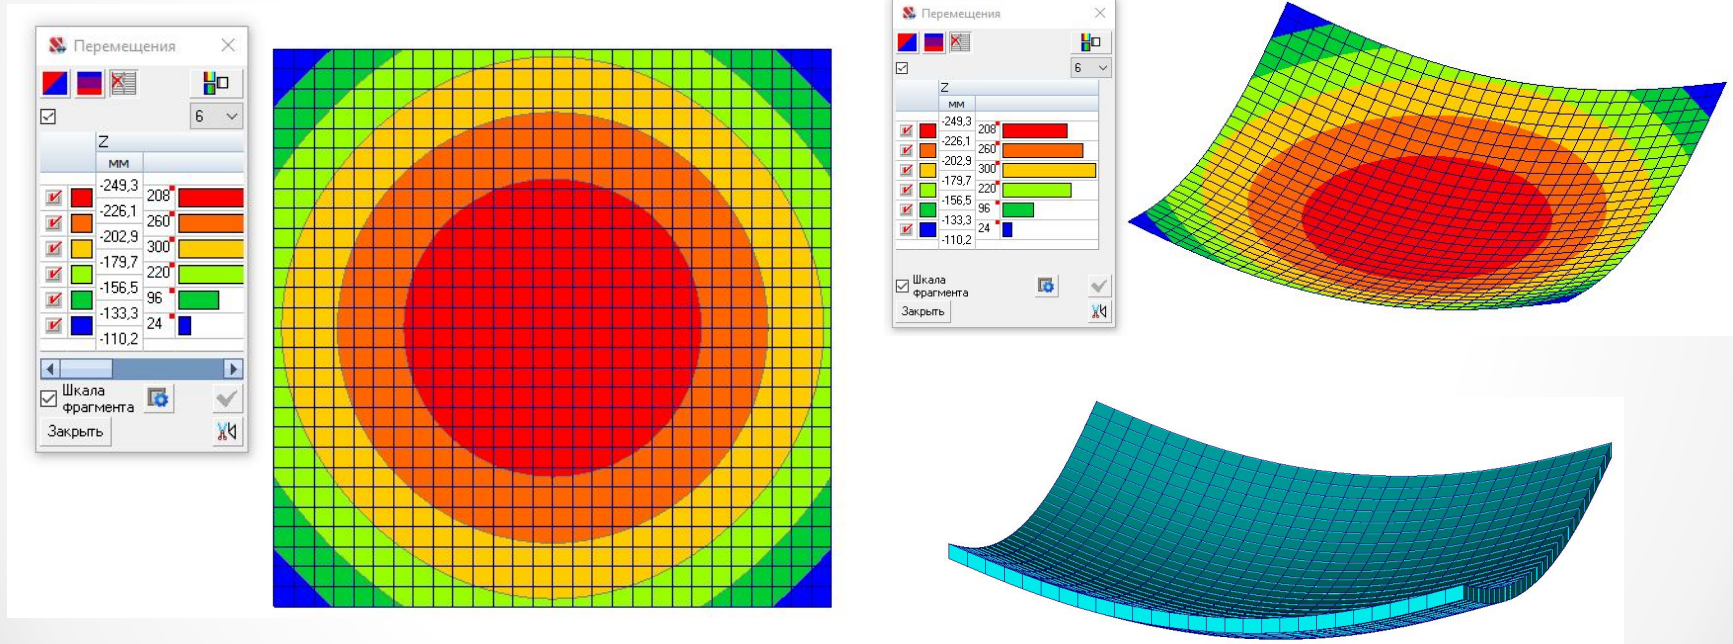 Перемещения
6
Z
мм
-249,3
208
-226,1
260
-202,9
300
-179,7
220
-156,5
96
-133,3
24
-110,2
Шкала
фрагмента
Закрыть
Перемещения
6
Z
мм
-249,3
208
-226,1
260
-202,9
300
-179,7
220
-156,5
96
-133,3
24
-110,2
Шкала
фрагмента
Закрыть